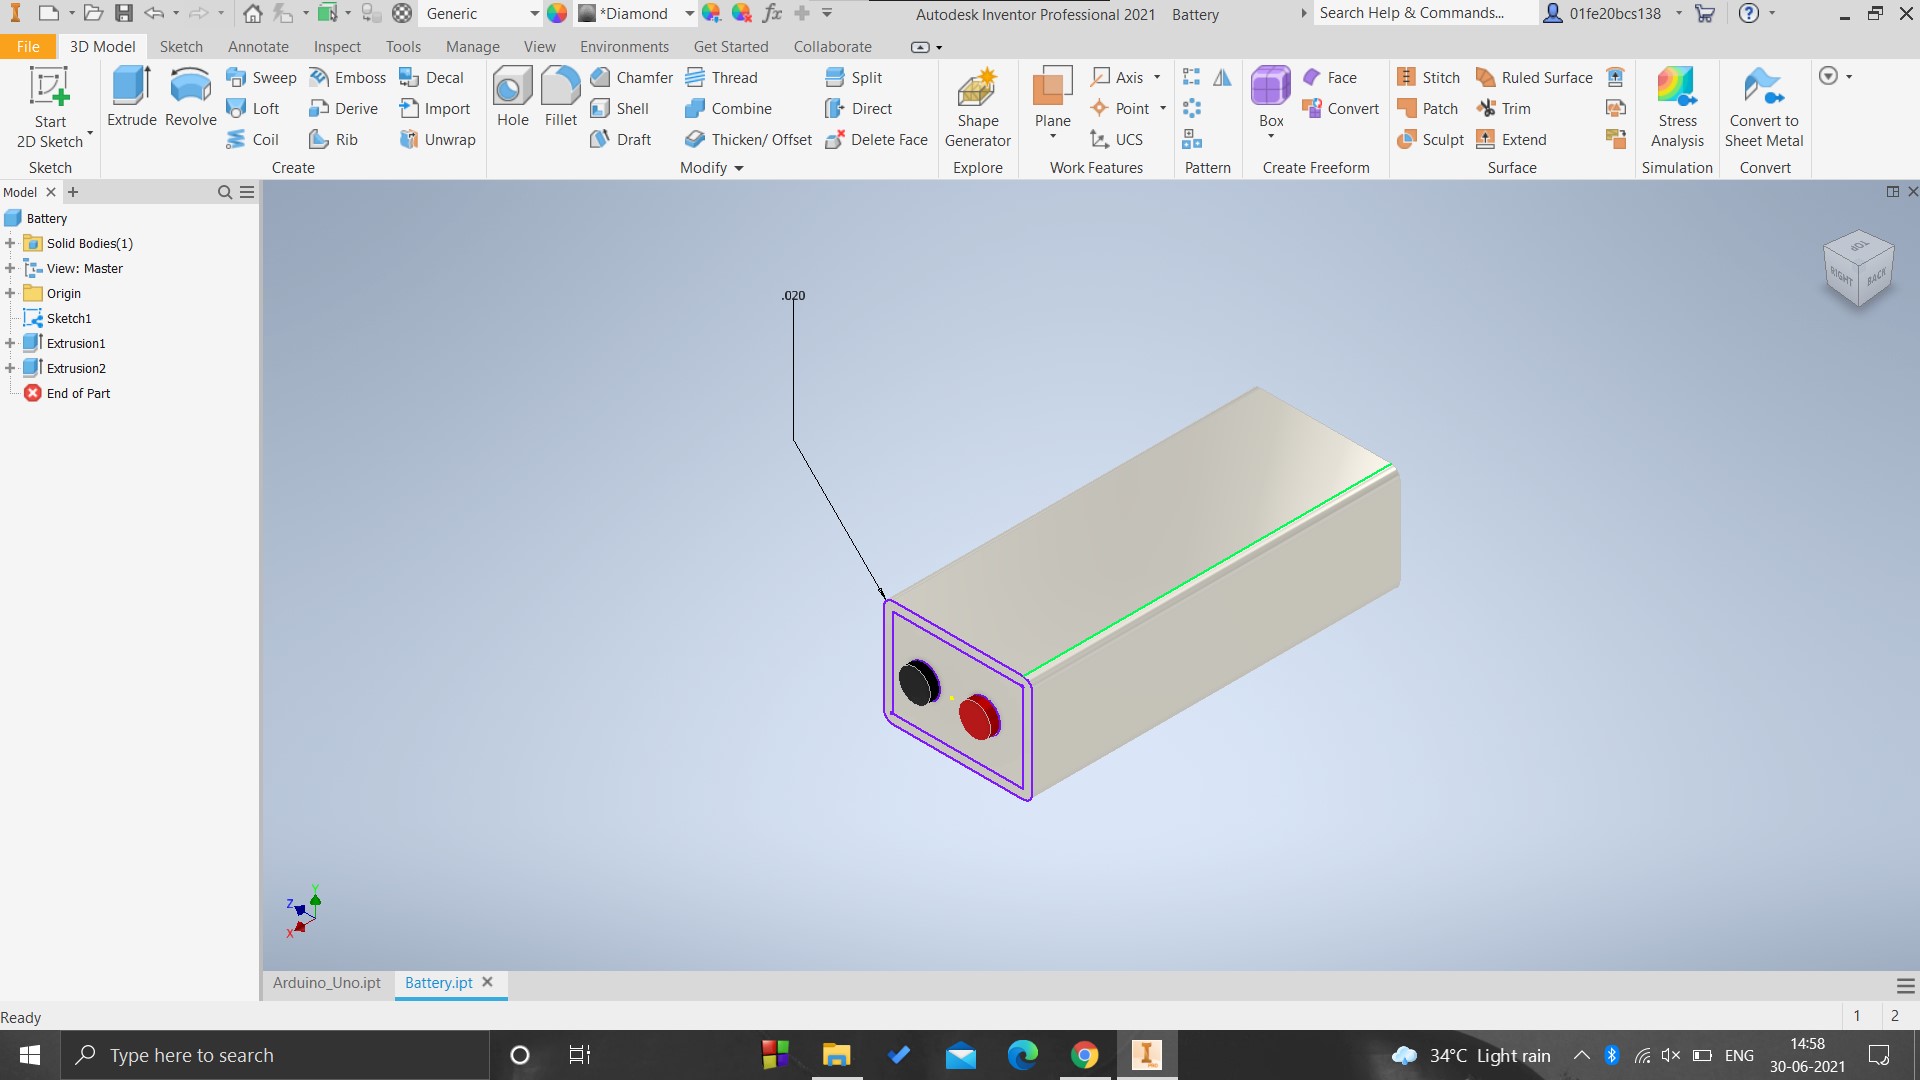 Generic
*Diamond
fx
Autodesk Inventor Professional 2021 Battery
Search Help & Commands...
01fe20bcs138
File 3D Model Sketch Annotate Inspect Tools Manage View Environments Get Started Collaborate
Start
2D Sketch
Sketch
Extrude
Revolve
Sweep
Loft
Coil
Emboss
Derive
Rib
Decal
Import
Unwrap
Create
Hole
Fillet
Chamfer
Shell
Draft
Thread
Combine
Thicken/ Offset
Split
Direct
Delete Face
Modify
Shape
Generator
Explore
Plane
Axis
Point
UCS
Work Features
Pattern
Box
Face
Convert
Create Freeform
Stitch
Patch
Sculpt
Ruled Surface
Trim
Extend
Surface
Stress
Analysis
Simulation
Convert to
Sheet Metal
Convert
Model
Battery
Solid Bodies(1)
View: Master
Origin
Sketch1
Extrusion1
Extrusion2
End of Part
.020
TOP
RIGHT
BACK
Y
Z
X
Arduino_Uno.ipt
Battery.ipt
Ready
1 2
Type here to search
34°C Light rain
ENG
14:58
30-06-2021